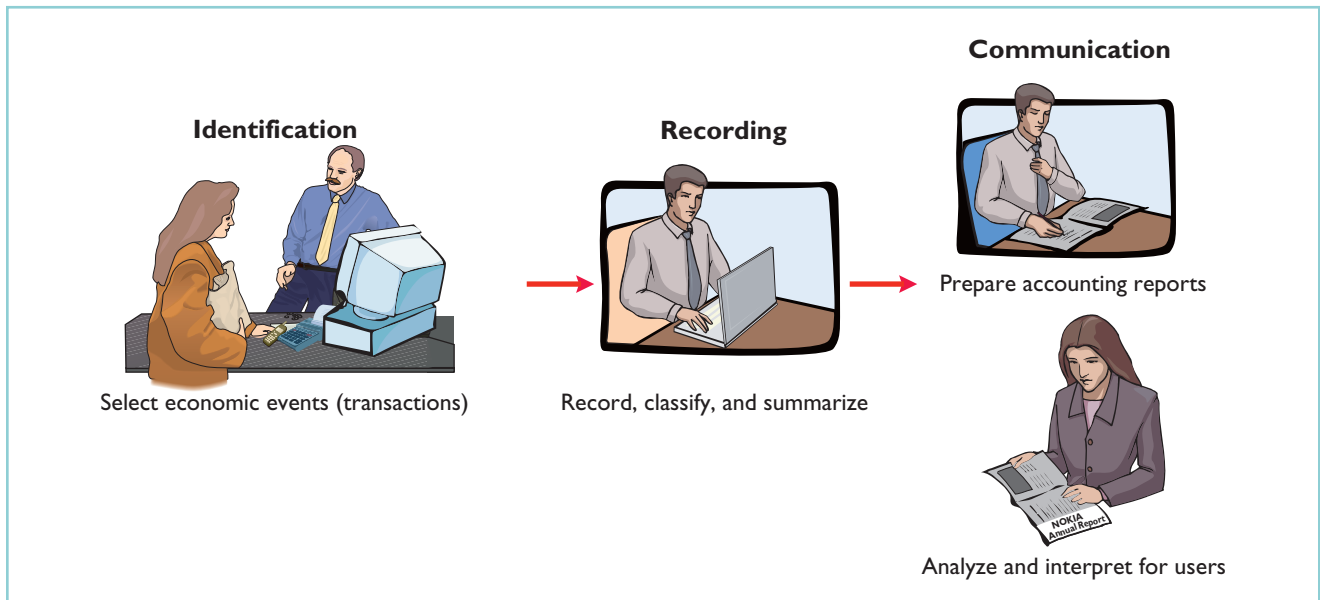 Identification
Select economic events (transactions)
Recording
Record, classify, and summarize
Communication
Prepare accounting reports
NOKIA
Annual Report
Analyze and interpret for users